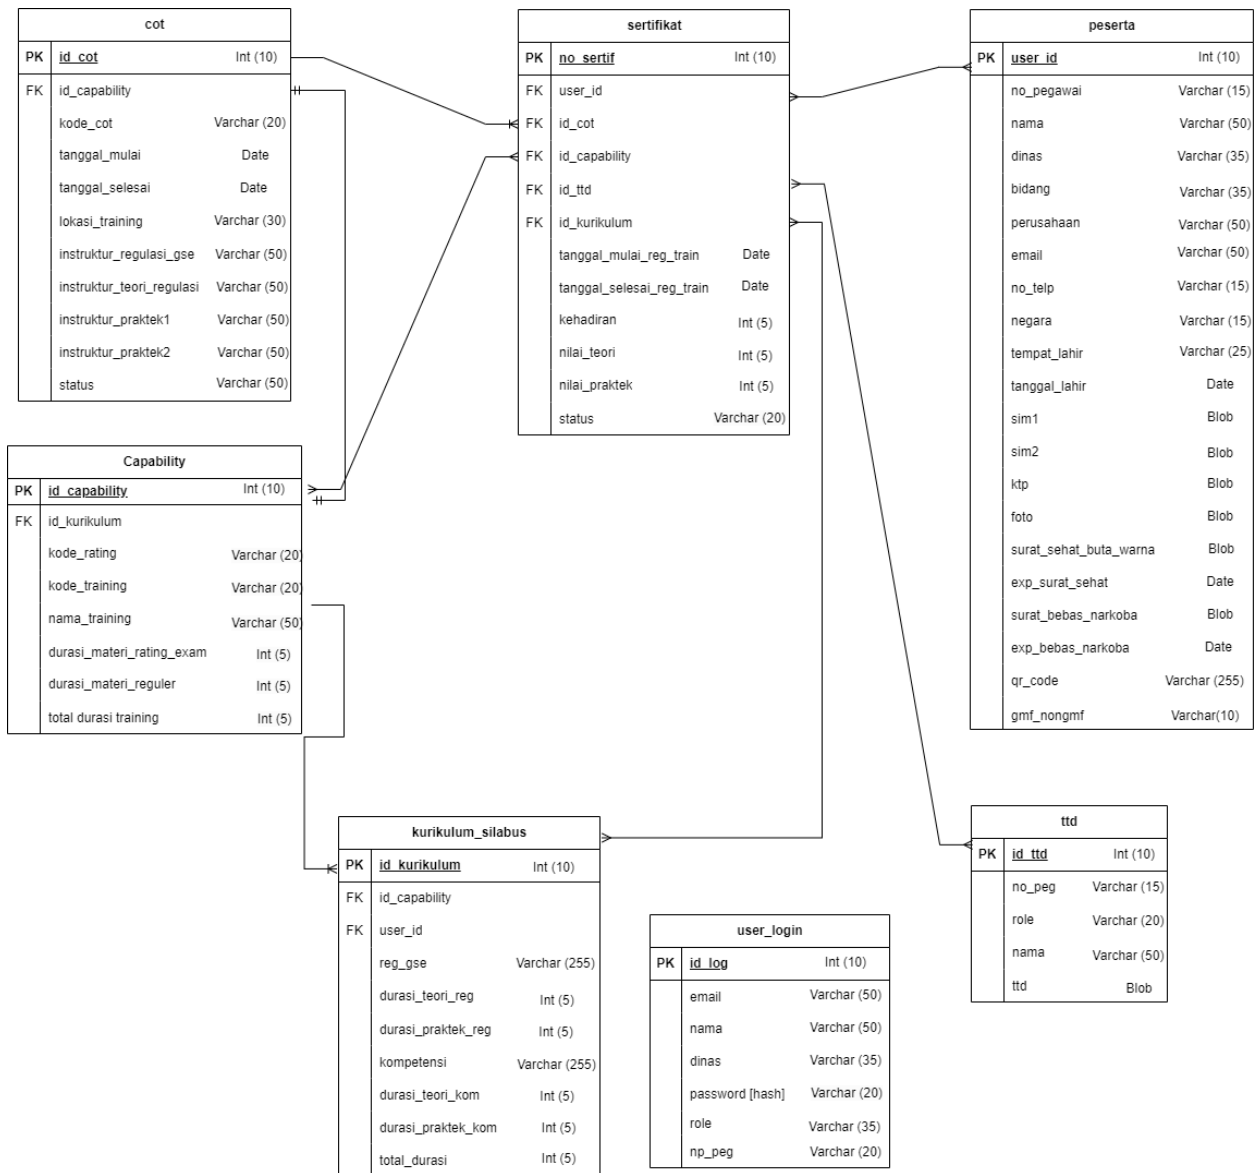 cot
PK id_cot Int (10)
FK id_capability
kode_cot Varchar (20)
tanggal_mulai Date
tanggal_selesai Date
lokasi_training Varchar (30)
instruktur_regulasi_gse Varchar (50)
instruktur_teori_regulasi Varchar (50)
instruktur_praktek1 Varchar (50)
instruktur_praktek2 Varchar (50)
status Varchar (50)
sertifikat
PK no_sertif Int (10)
FK user_id
FK id_cot
FK id_capability
FK id_ttd
FK id_kurikulum
tanggal_mulai_reg_train Date
tanggal_selesai_reg_train Date
kehadiran Int (5)
nilai_teori Int (5)
nilai_praktek Int (5)
status Varchar (20)
peserta
PK user_id Int (10)
no_pegawai Varchar (15)
nama Varchar (50)
dinas Varchar (35)
bidang Varchar (35)
perusahaan Varchar (50)
email Varchar (50)
no_telp Varchar (15)
negara Varchar (15)
tempat_lahir Varchar (25)
tanggal_lahir Date
sim1 Blob
sim2 Blob
ktp Blob
foto Blob
surat_sehat_buta_warna Blob
exp_surat_sehat Date
surat_bebas_narkoba Blob
exp_bebas_narkoba Date
qr_code Varchar (255)
gmf_nongmf Varchar(10)
Capability
PK id_capability Int (10)
FK id_kurikulum
kode_rating Varchar (20)
kode_training Varchar (20)
nama_training Varchar (50)
durasi_materi_rating_exam Int (5)
durasi_materi_reguler Int (5)
total durasi training Int (5)
kurikulum_silabus
PK id_kurikulum Int (10)
FK id_capability
FK user_id
reg_gse Varchar (255)
durasi_teori_reg Int (5)
durasi_praktek_reg Int (5)
kompetensi Varchar (255)
durasi_teori_kom Int (5)
durasi_praktek_kom Int (5)
total_durasi Int (5)
user_login
PK id_log Int (10)
email Varchar (50)
nama Varchar (50)
dinas Varchar (35)
password [hash] Varchar (20)
role Varchar (35)
np_peg Varchar (20)
ttd
PK id_ttd Int (10)
no_peg Varchar (15)
role Varchar (20)
nama Varchar (50)
ttd Blob